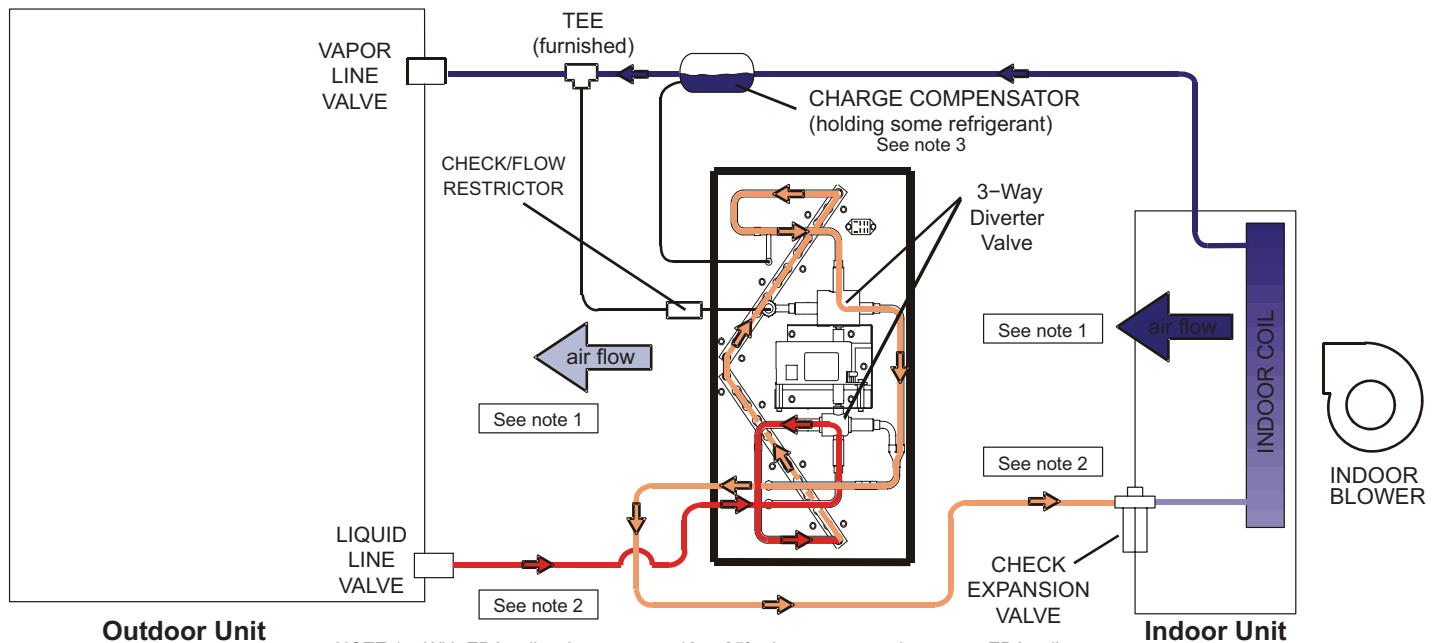 TEE
(furnished)
VAPOR
LINE
VALVE
CHARGE COMPENSATOR
(holding some refrigerant)
See note 3
CHECK/FLOW
RESTRICTOR
3−Way
Diverter
Valve
air flow
See note 1
See note 1
air flow
INDOOR COIL
See note 2
INDOOR
BLOWER
LIQUID
LINE
VALVE
See note 2
CHECK
EXPANSION
VALVE
Outdoor Unit
Indoor Unit